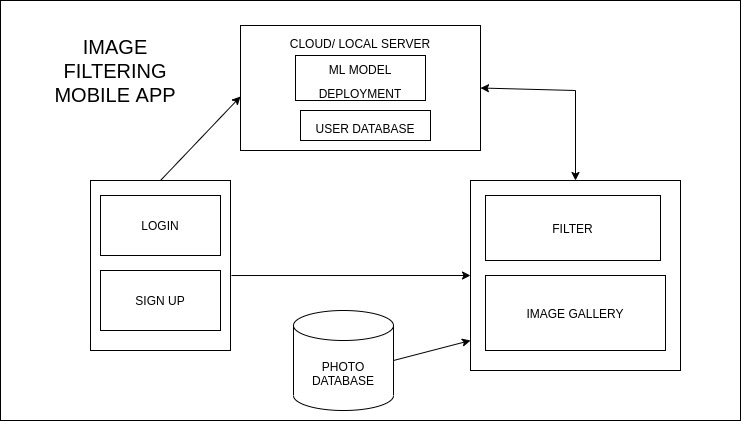 IMAGE
FILTERING
MOBILE APP
CLOUD/ LOCAL SERVER
ML MODEL
DEPLOYMENT
USER DATABASE
LOGIN
SIGN UP
FILTER
IMAGE GALLERY
PHOTO
DATABASE